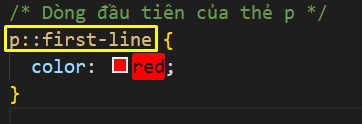 /* Dòng đầu tiên của thẻ p */
p::first-line {
color: red;
}